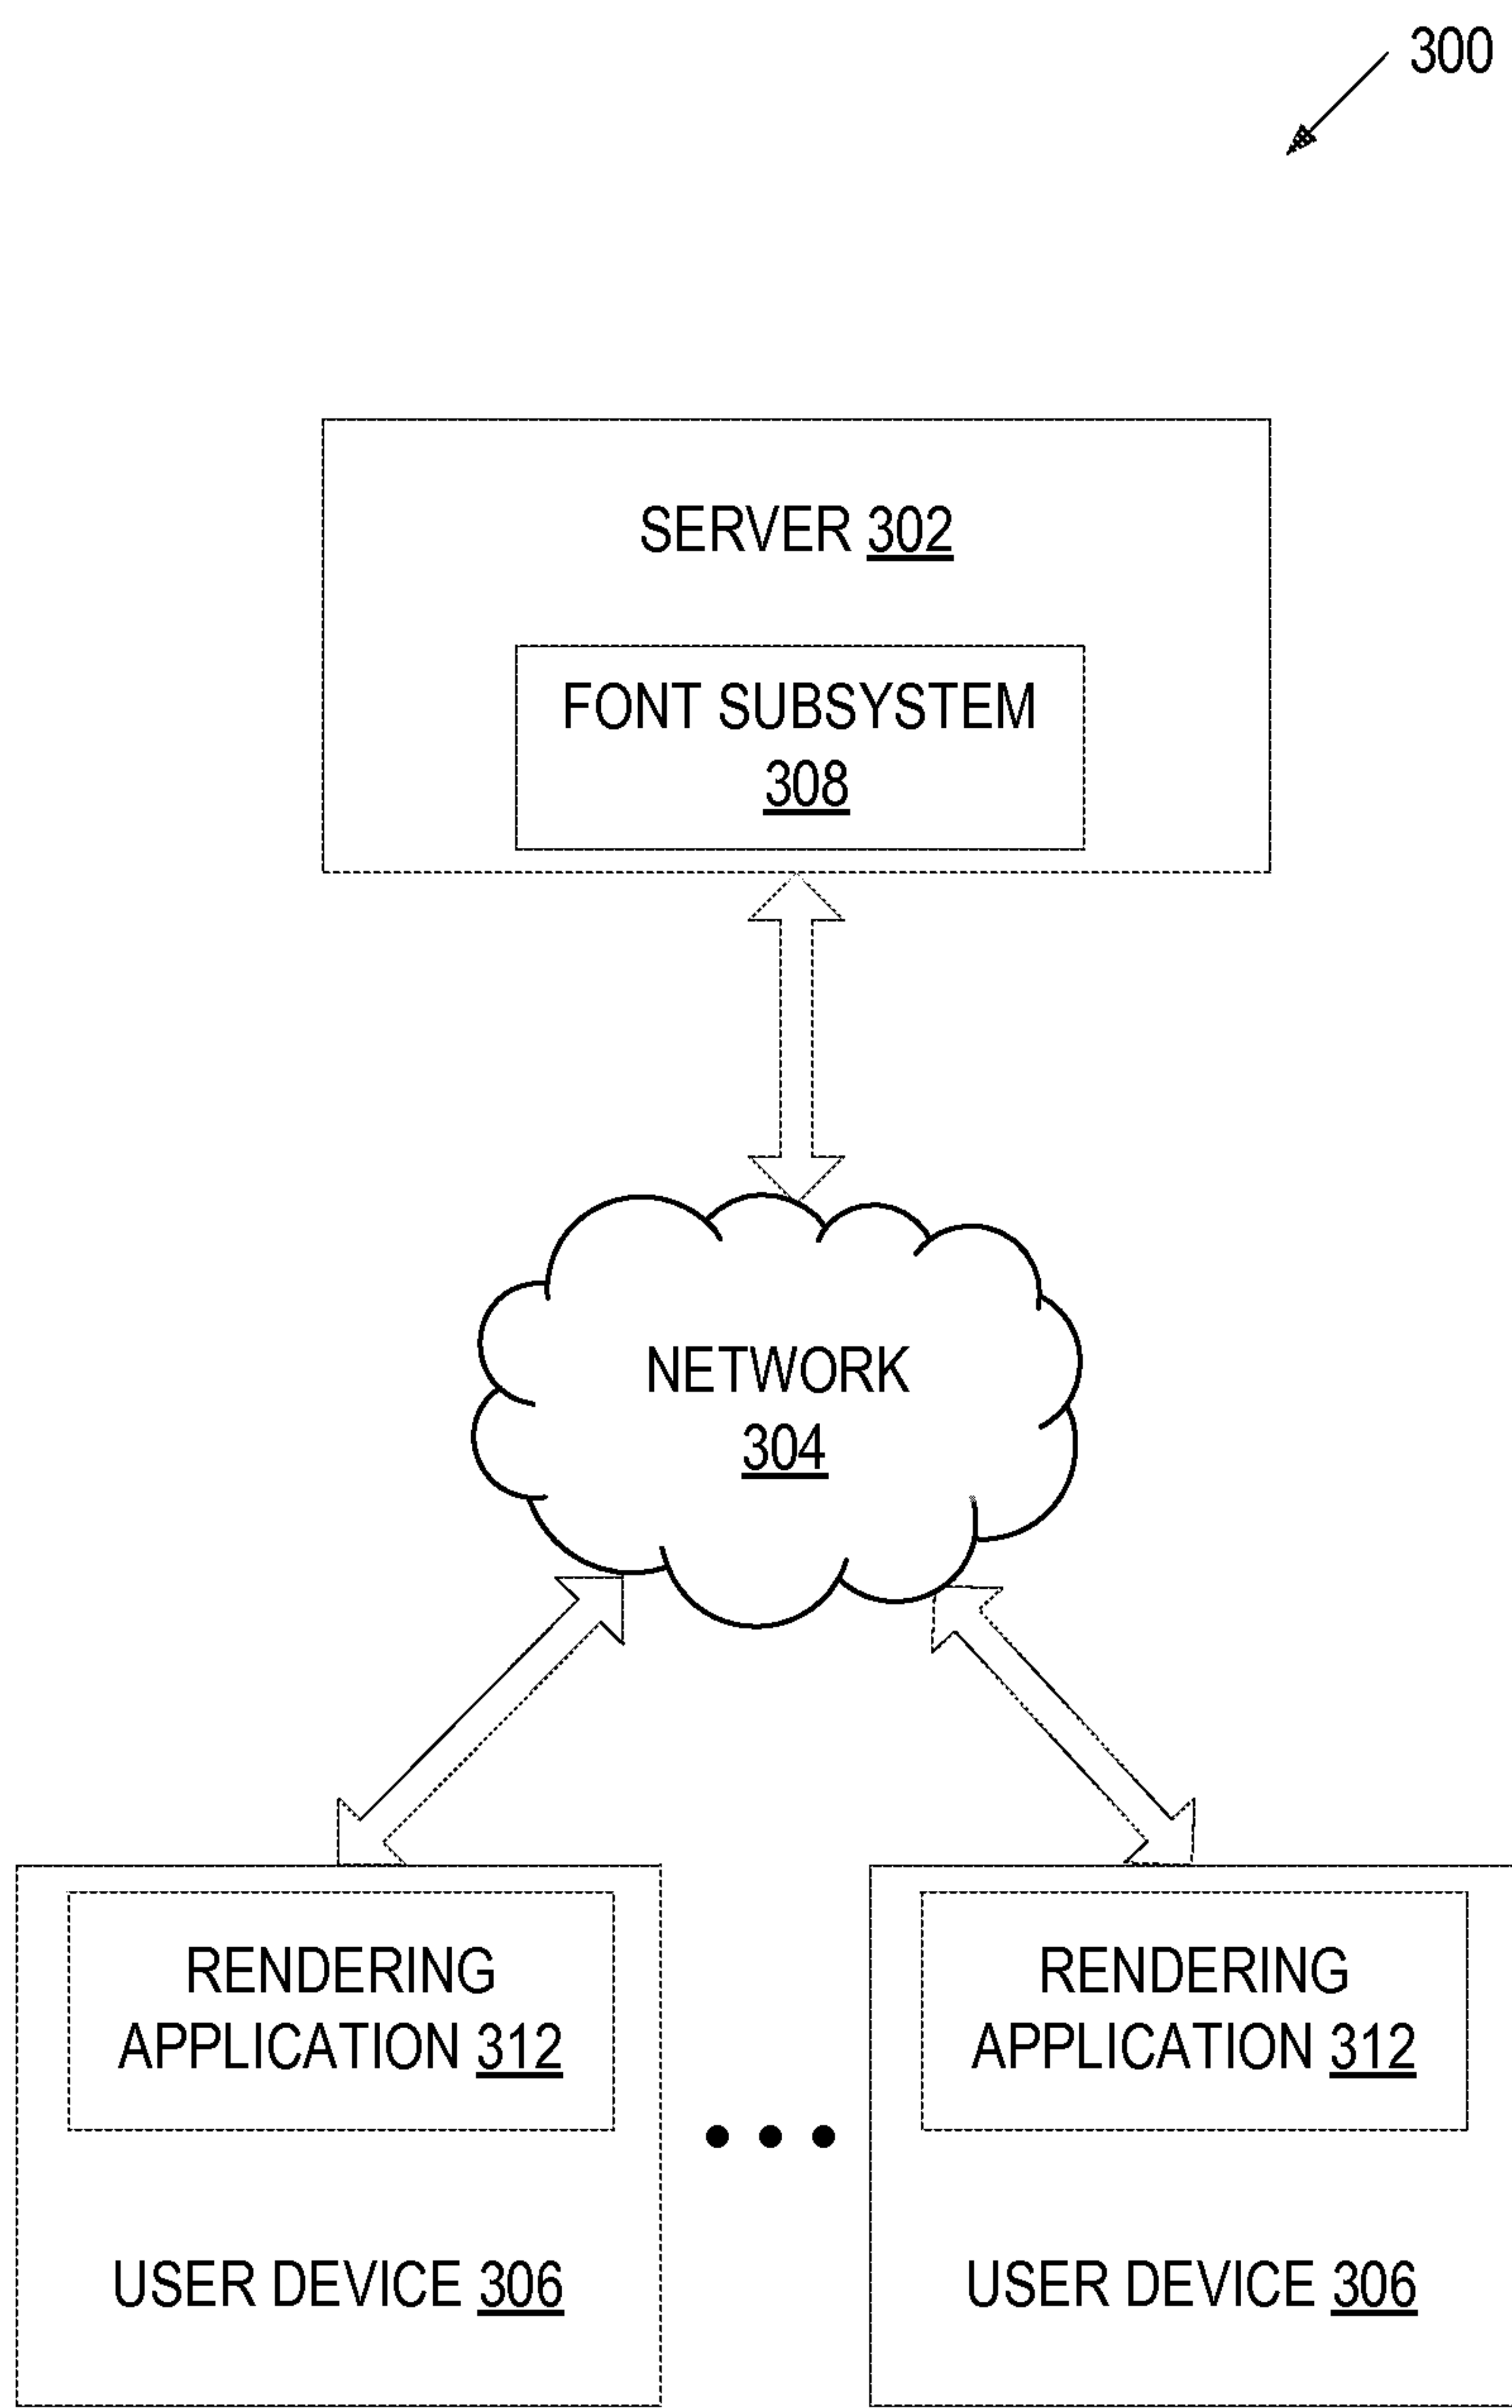 300
SERVER 302
FONT SUBSYSTEM
308
NETWORK
304
RENDERING
APPLICATION 312
USER DEVICE 306
RENDERING
APPLICATION 312
USER DEVICE 306